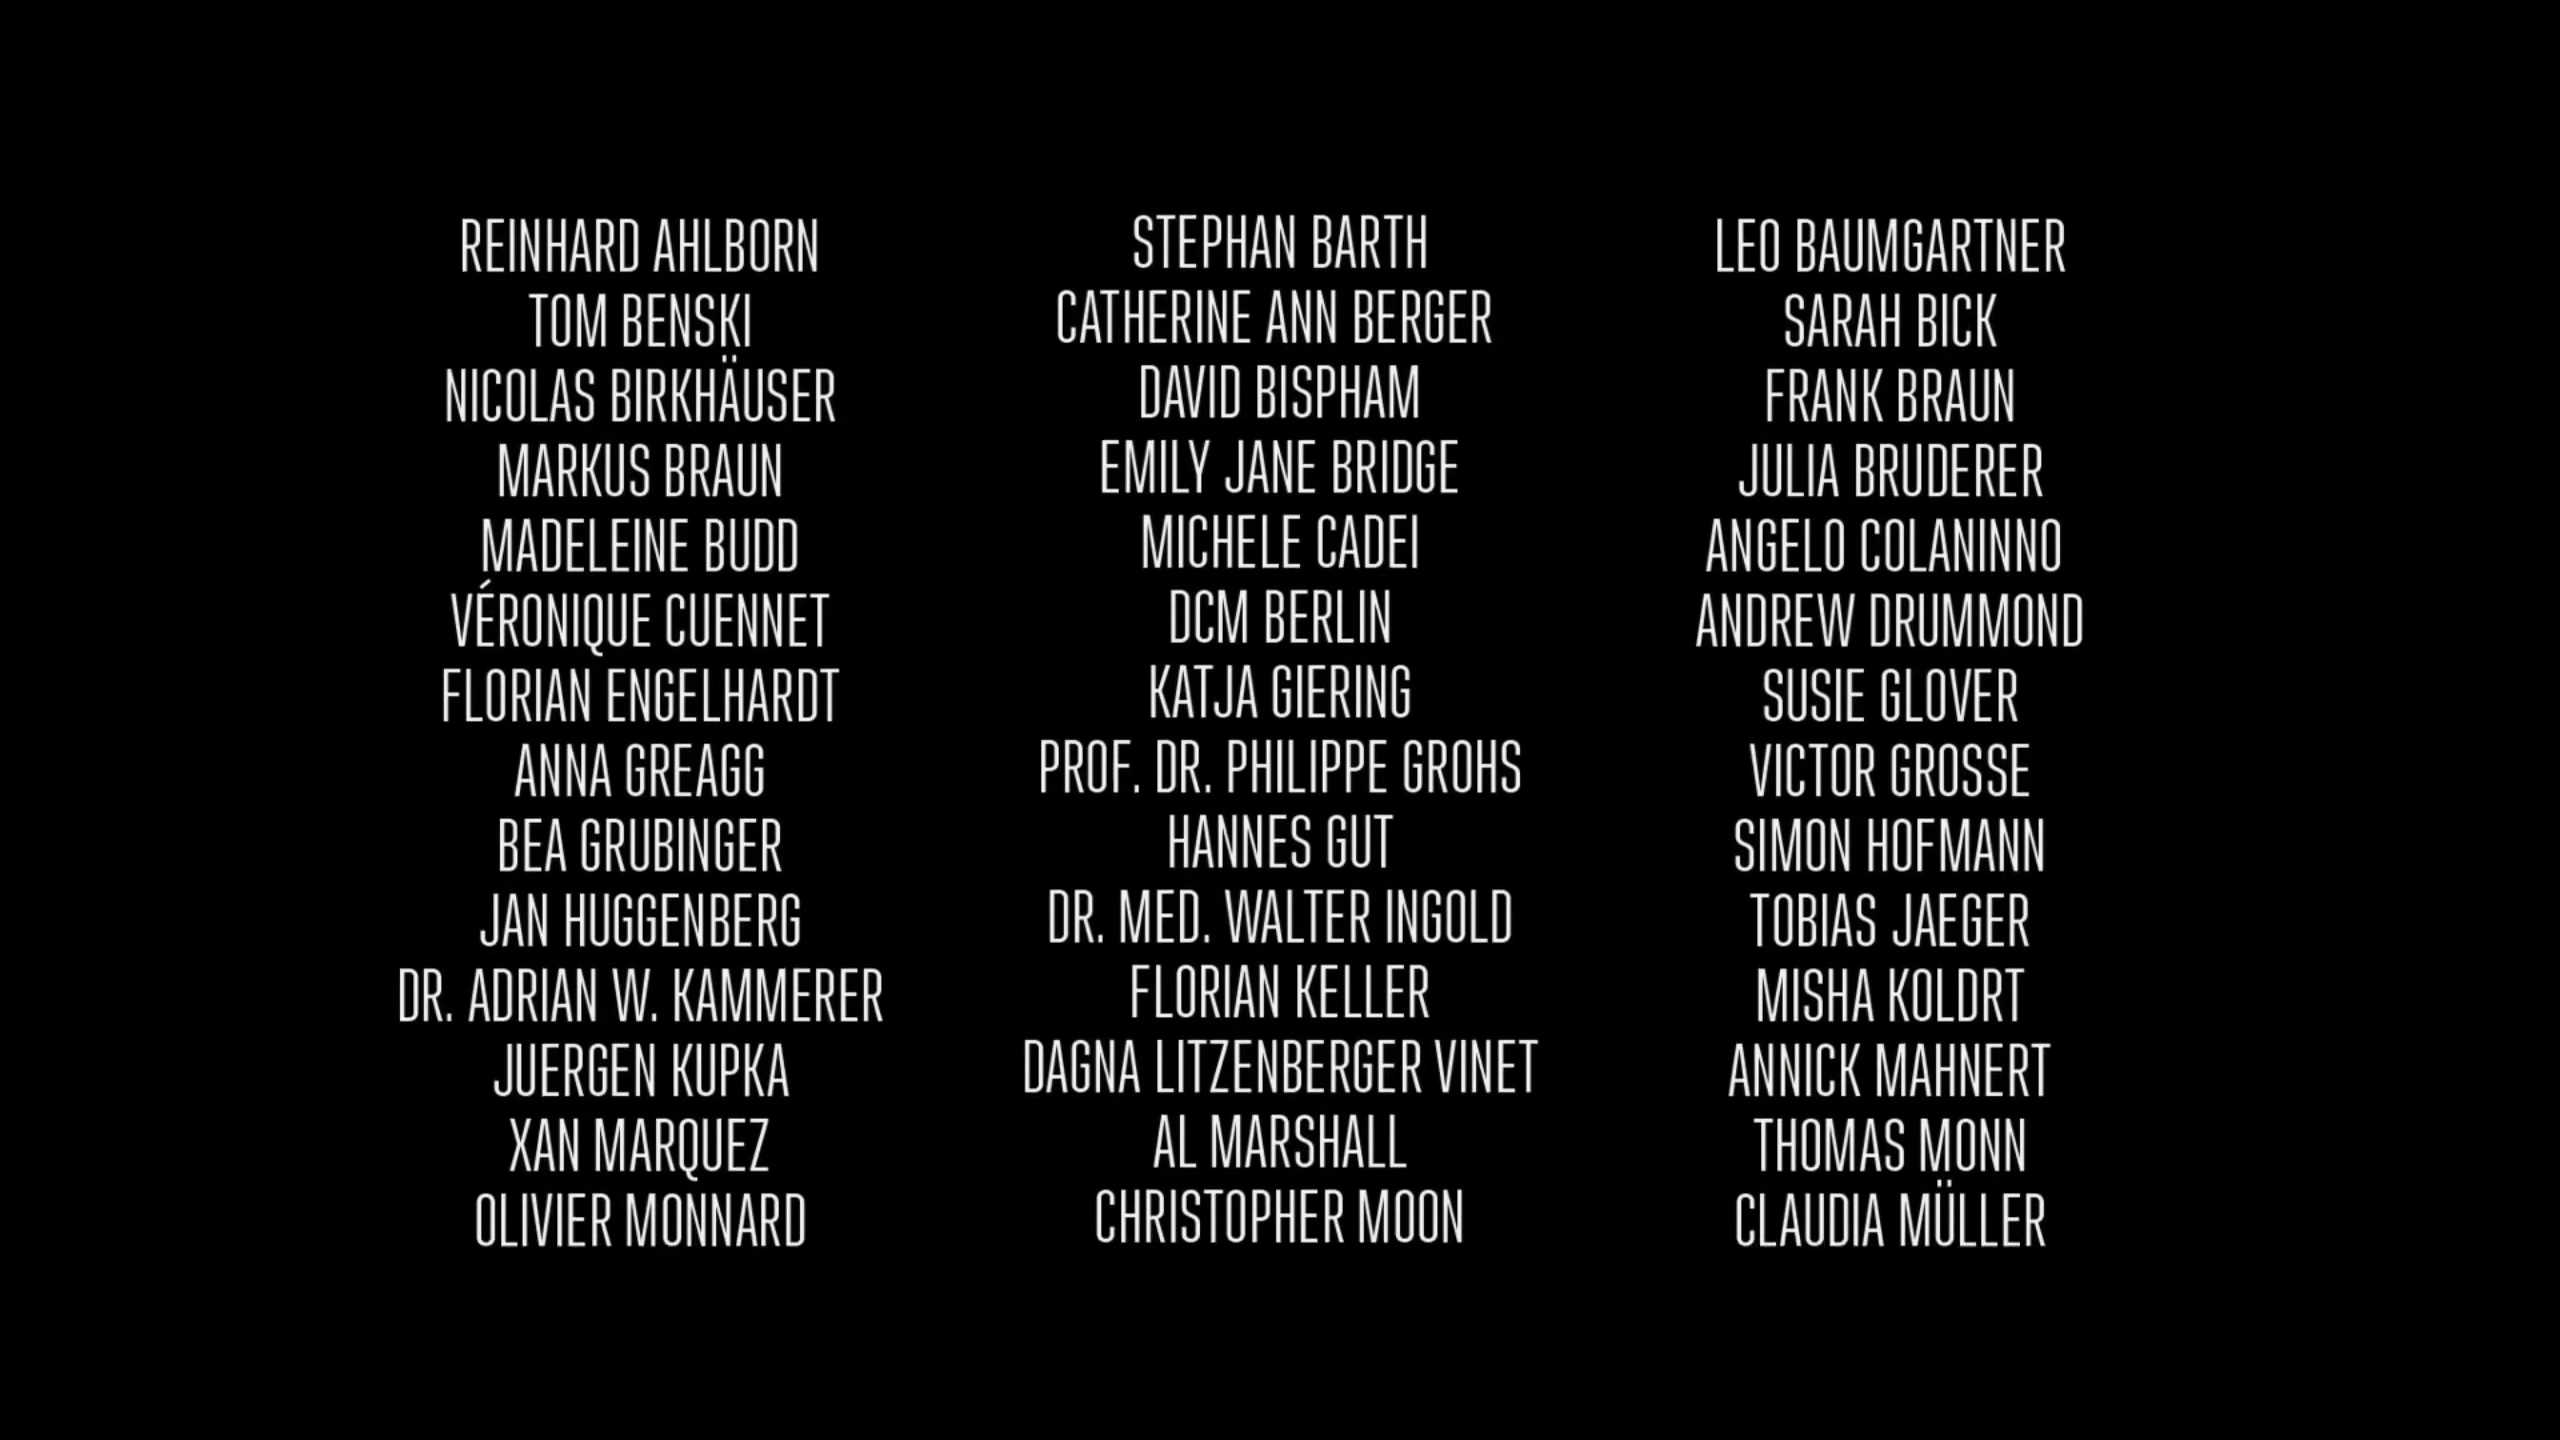 REINHARD AHLBORN
TOM BENSKI
NICOLAS BIRKHÄUSER
MARKUS BRAUN
MADELEINE BUDD
VÉRONIQUE CUENNET
FLORIAN ENGELHARDT
ANNA GREAGG
BEA GRUBINGER
JAN HUGGENBERG
DR. ADRIAN W. KAMMERER
JUERGEN KUPKA
XAN MARQUEZ
OLIVIER MONNARD
STEPHAN BARTH
CATHERINE ANN BERGER
DAVID BISPHAM
EMILY JANE BRIDGE
MICHELE CADEI
DCM BERLIN
KATJA GIERING
PROF. DR. PHILIPPE GROHS
HANNES GUT
DR. MED. WALTER INGOLD
FLORIAN KELLER
DAGNA LITZENBERGER VINET
AL MARSHALL
CHRISTOPHER MOON
LEO BAUMGARTNER
SARAH BICK
FRANK BRAUN
JULIA BRUDERER
ANGELO COLANINNO
ANDREW DRUMMOND
SUSIE GLOVER
VICTOR GROSSE
SIMON HOFMANN
TOBIAS JAEGER
MISHA KOLDRT
ANNICK MAHNERT
THOMAS MONN
CLAUDIA MÜLLER